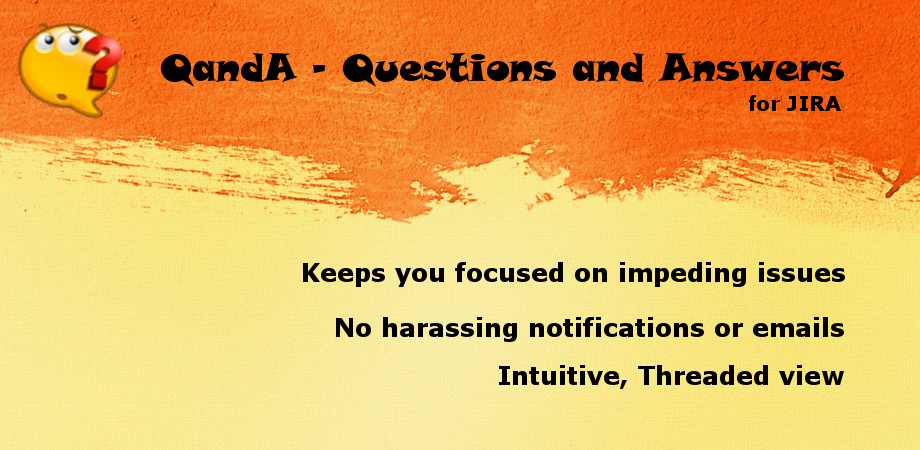 QandA - Questions and Answers
for JIRA
Keeps you focused on impeding issues
No harassing notifications or emails
Intuitive, Threaded view